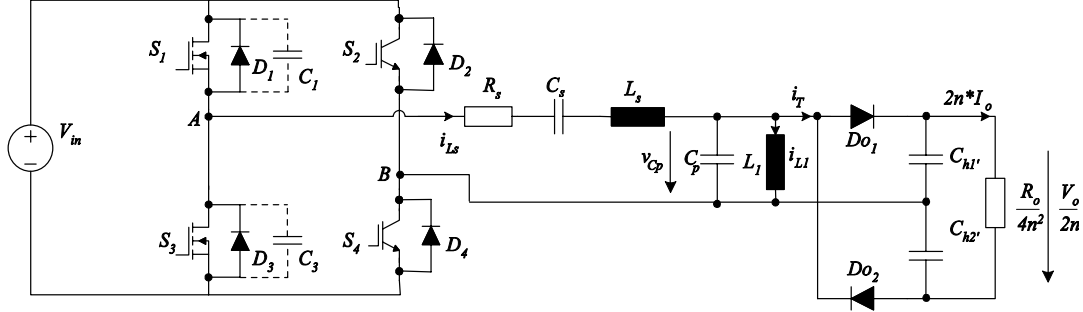 S1
D1
C1
S2
D2
Rs
Cs
Ls
iT
2n*Io
Vin
+
−
A
iLs
vCp
Cp
L1
iL1
Do1
Ch1'
B
Ro
4n²
Vo
2n
S3
D3
C3
S4
D4
Ch2'
Do2